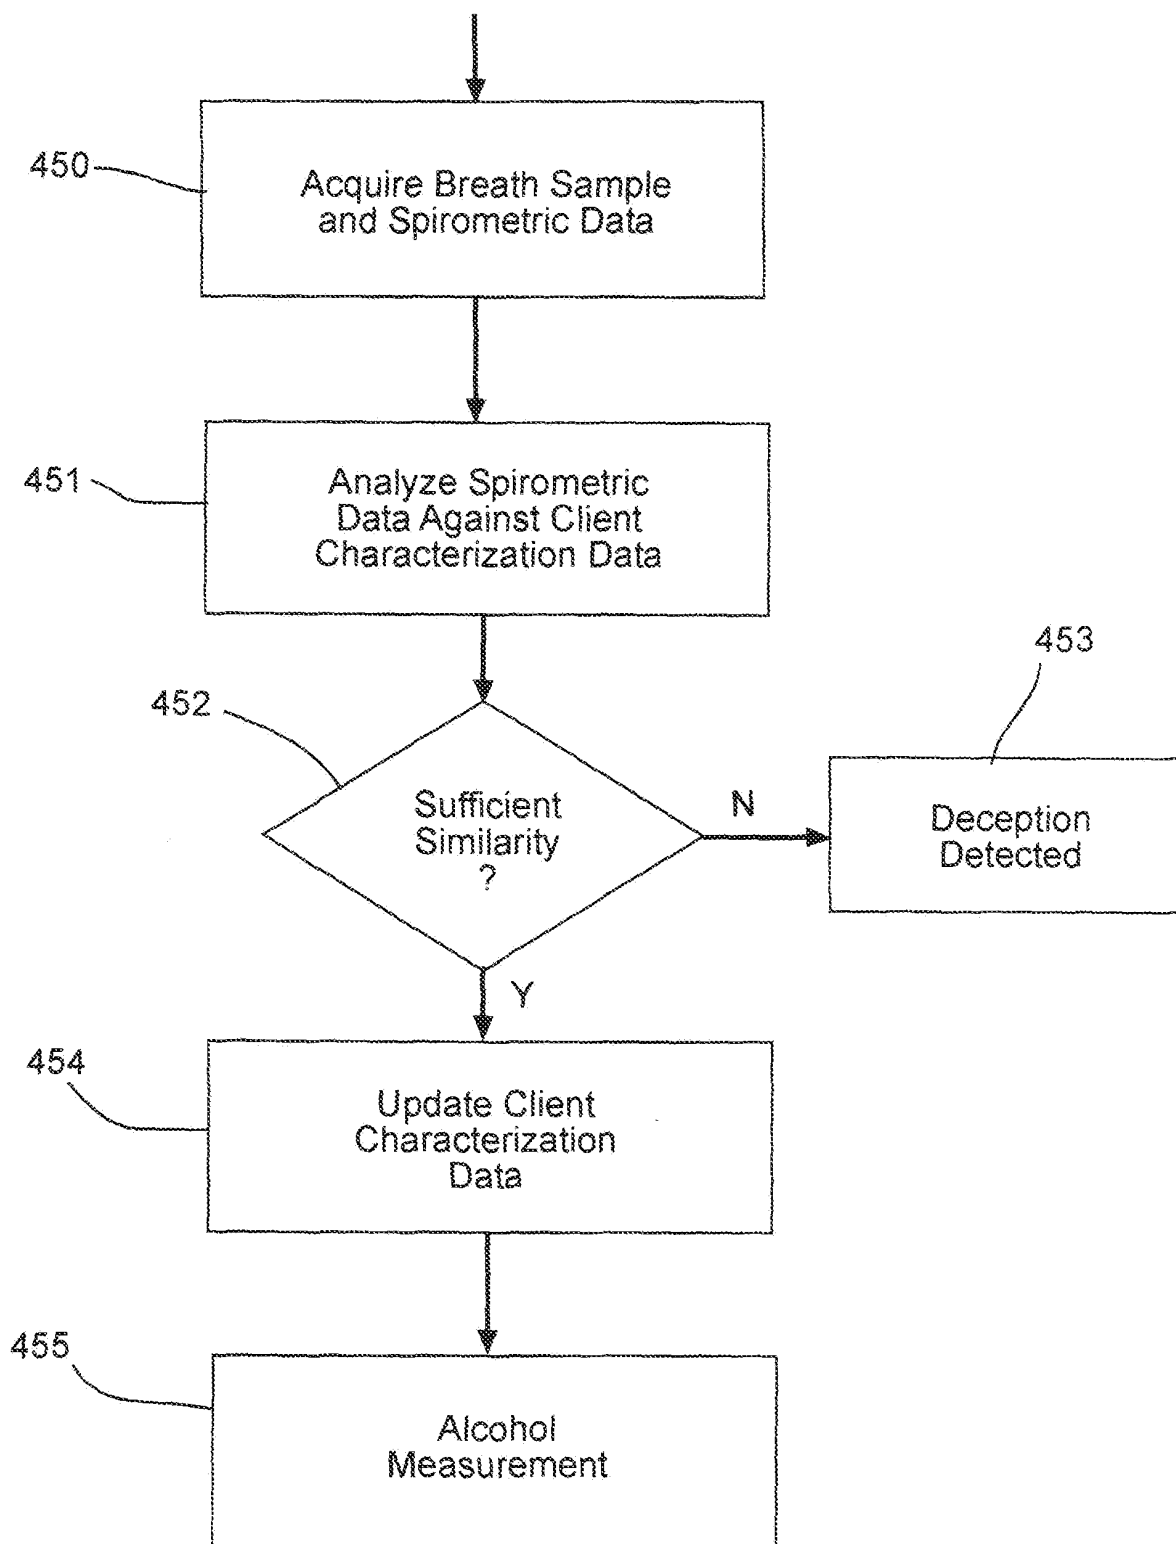 450
Acquire Breath Sample
and Spirometric Data
451
Analyze Spirometric
Data Against Client
Characterization Data
453
452
Sufficient
Similarity
?
N
Deception
Detected
Y
454
Update Client
Characterization
Data
455
Alcohol
Measurement